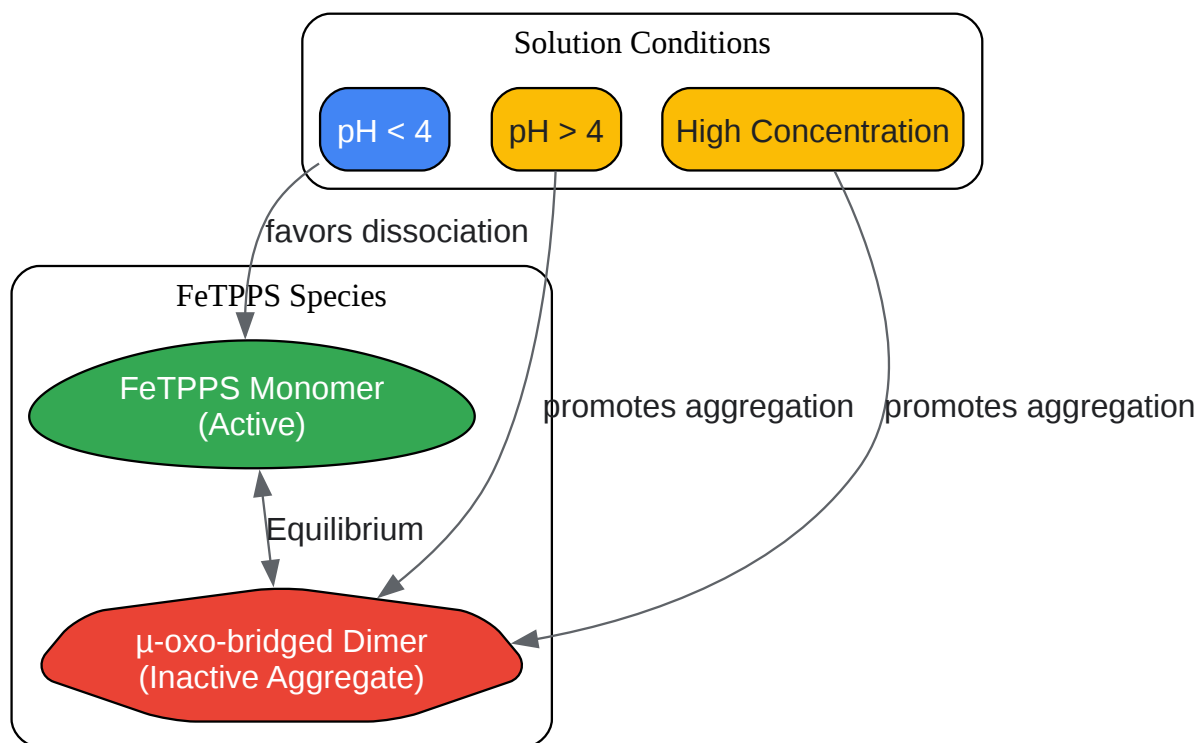 Solution Conditions
pH < 4
pH > 4
High Concentration
favors dissociation
FeTPPS Species
FeTPPS Monomer
(Active)
promotes aggregation
promotes aggregation
Equilibrium
µ-oxo-bridged Dimer
(Inactive Aggregate)